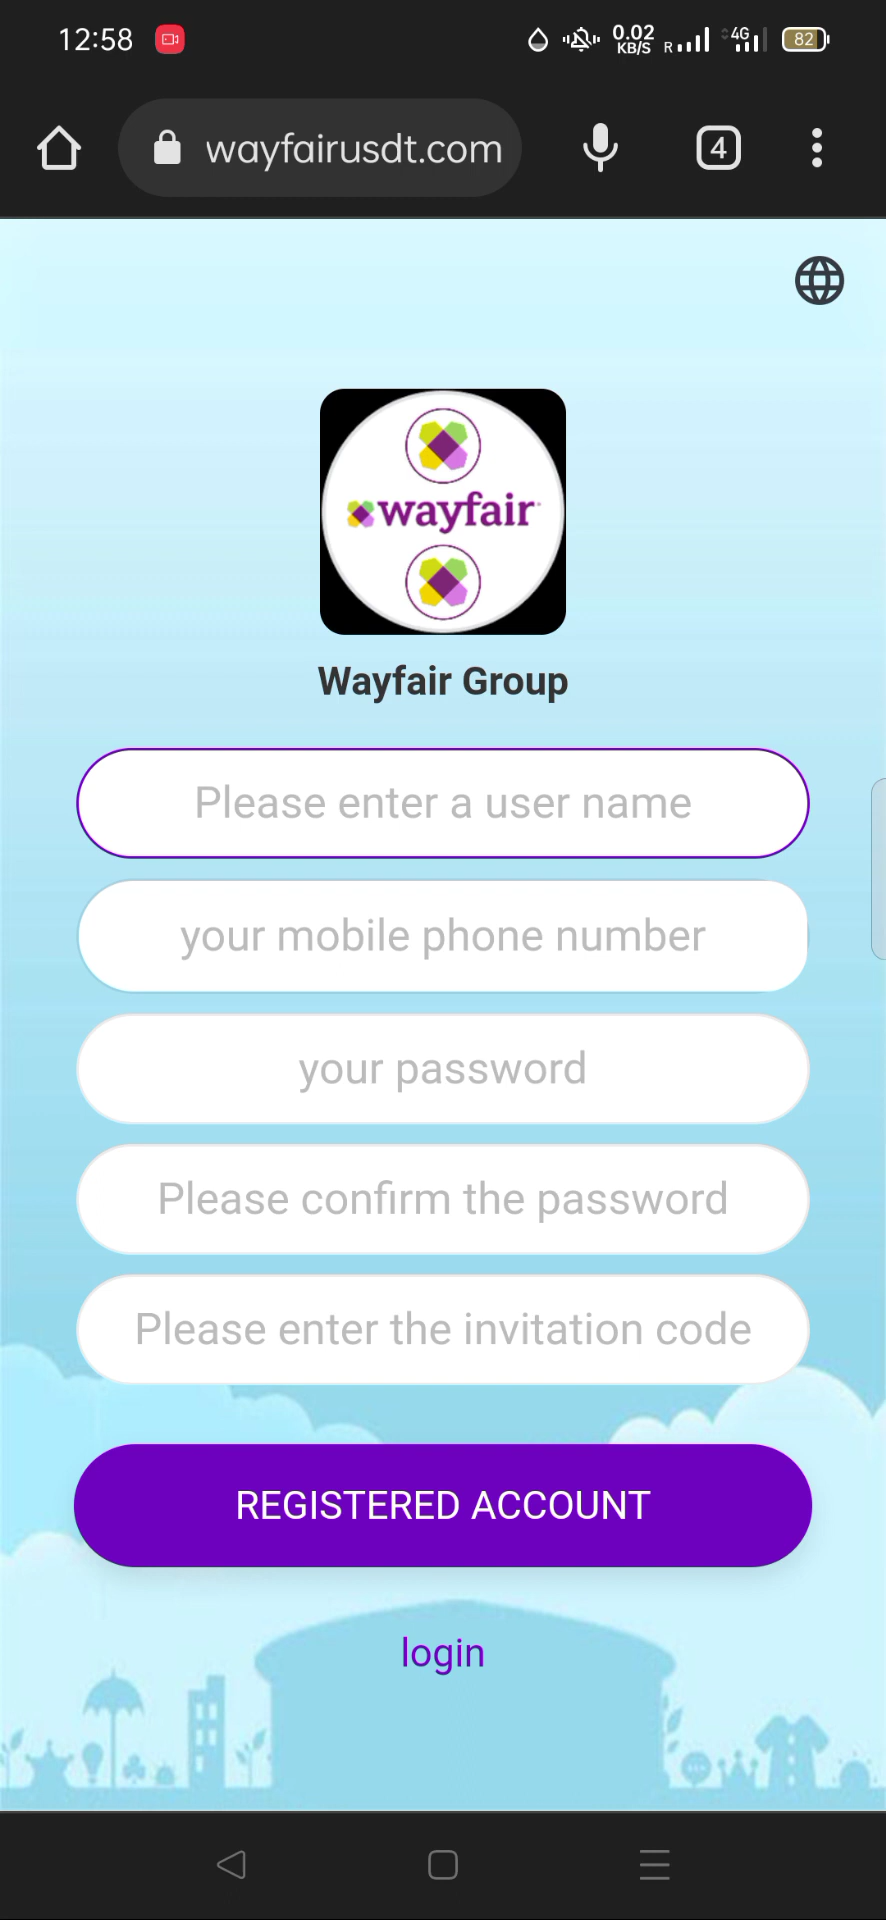 12:58
0.02
KB/S
R
4G
82
wayfairusdt.com
4
wayfair
Wayfair Group
Please enter a user name
your mobile phone number
your password
Please confirm the password
Please enter the invitation code
REGISTERED ACCOUNT
login